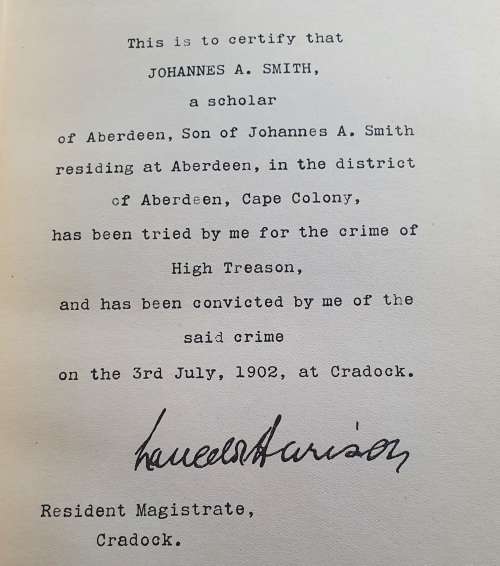 This is to certify that
JOHANNES A. SMITH,
a scholar
of Aberdeen, Son of Johannes A. Smith
residing at Aberdeen, in the district
of Aberdeen, Cape Colony,
has been tried by me for the crime of
High Treason,
and has been convicted by me of the
said crime
on the 3rd July, 1902, at Cradock.
Resident Magistrate,
Cradock.